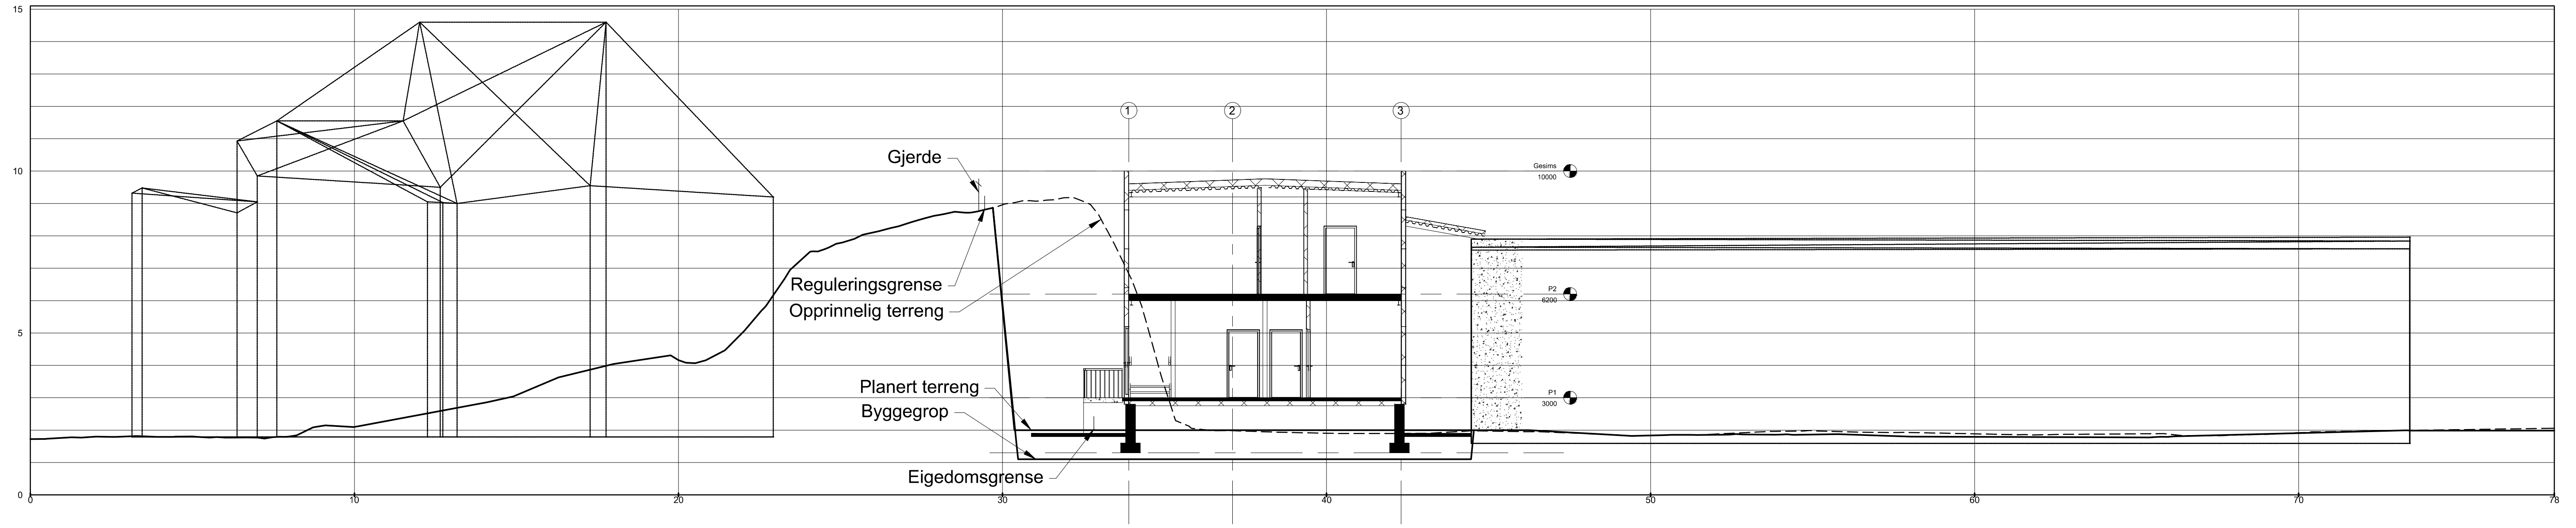 15
1
2
3
Gjerde
10
Gesims
10000
Reguleringsgrense
P2
6200
Opprinnelig terreng
5
Planert terreng
P1
3000
Byggegrop
Eigedomsgrense
0
0
10
20
30
40
50
60
70
78